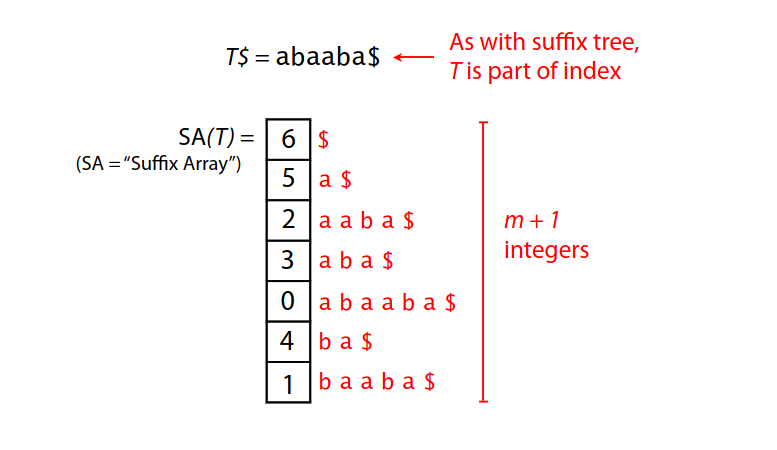 T$ = abaaba$
As with suffix tree,
T is part of index
SA(T) =
(SA = “Suffix Array”)
6 $
5 a $
2 a a b a $
3 a b a $
0 a b a a b a $
4 b a $
1 b a a b a $
m + 1
integers